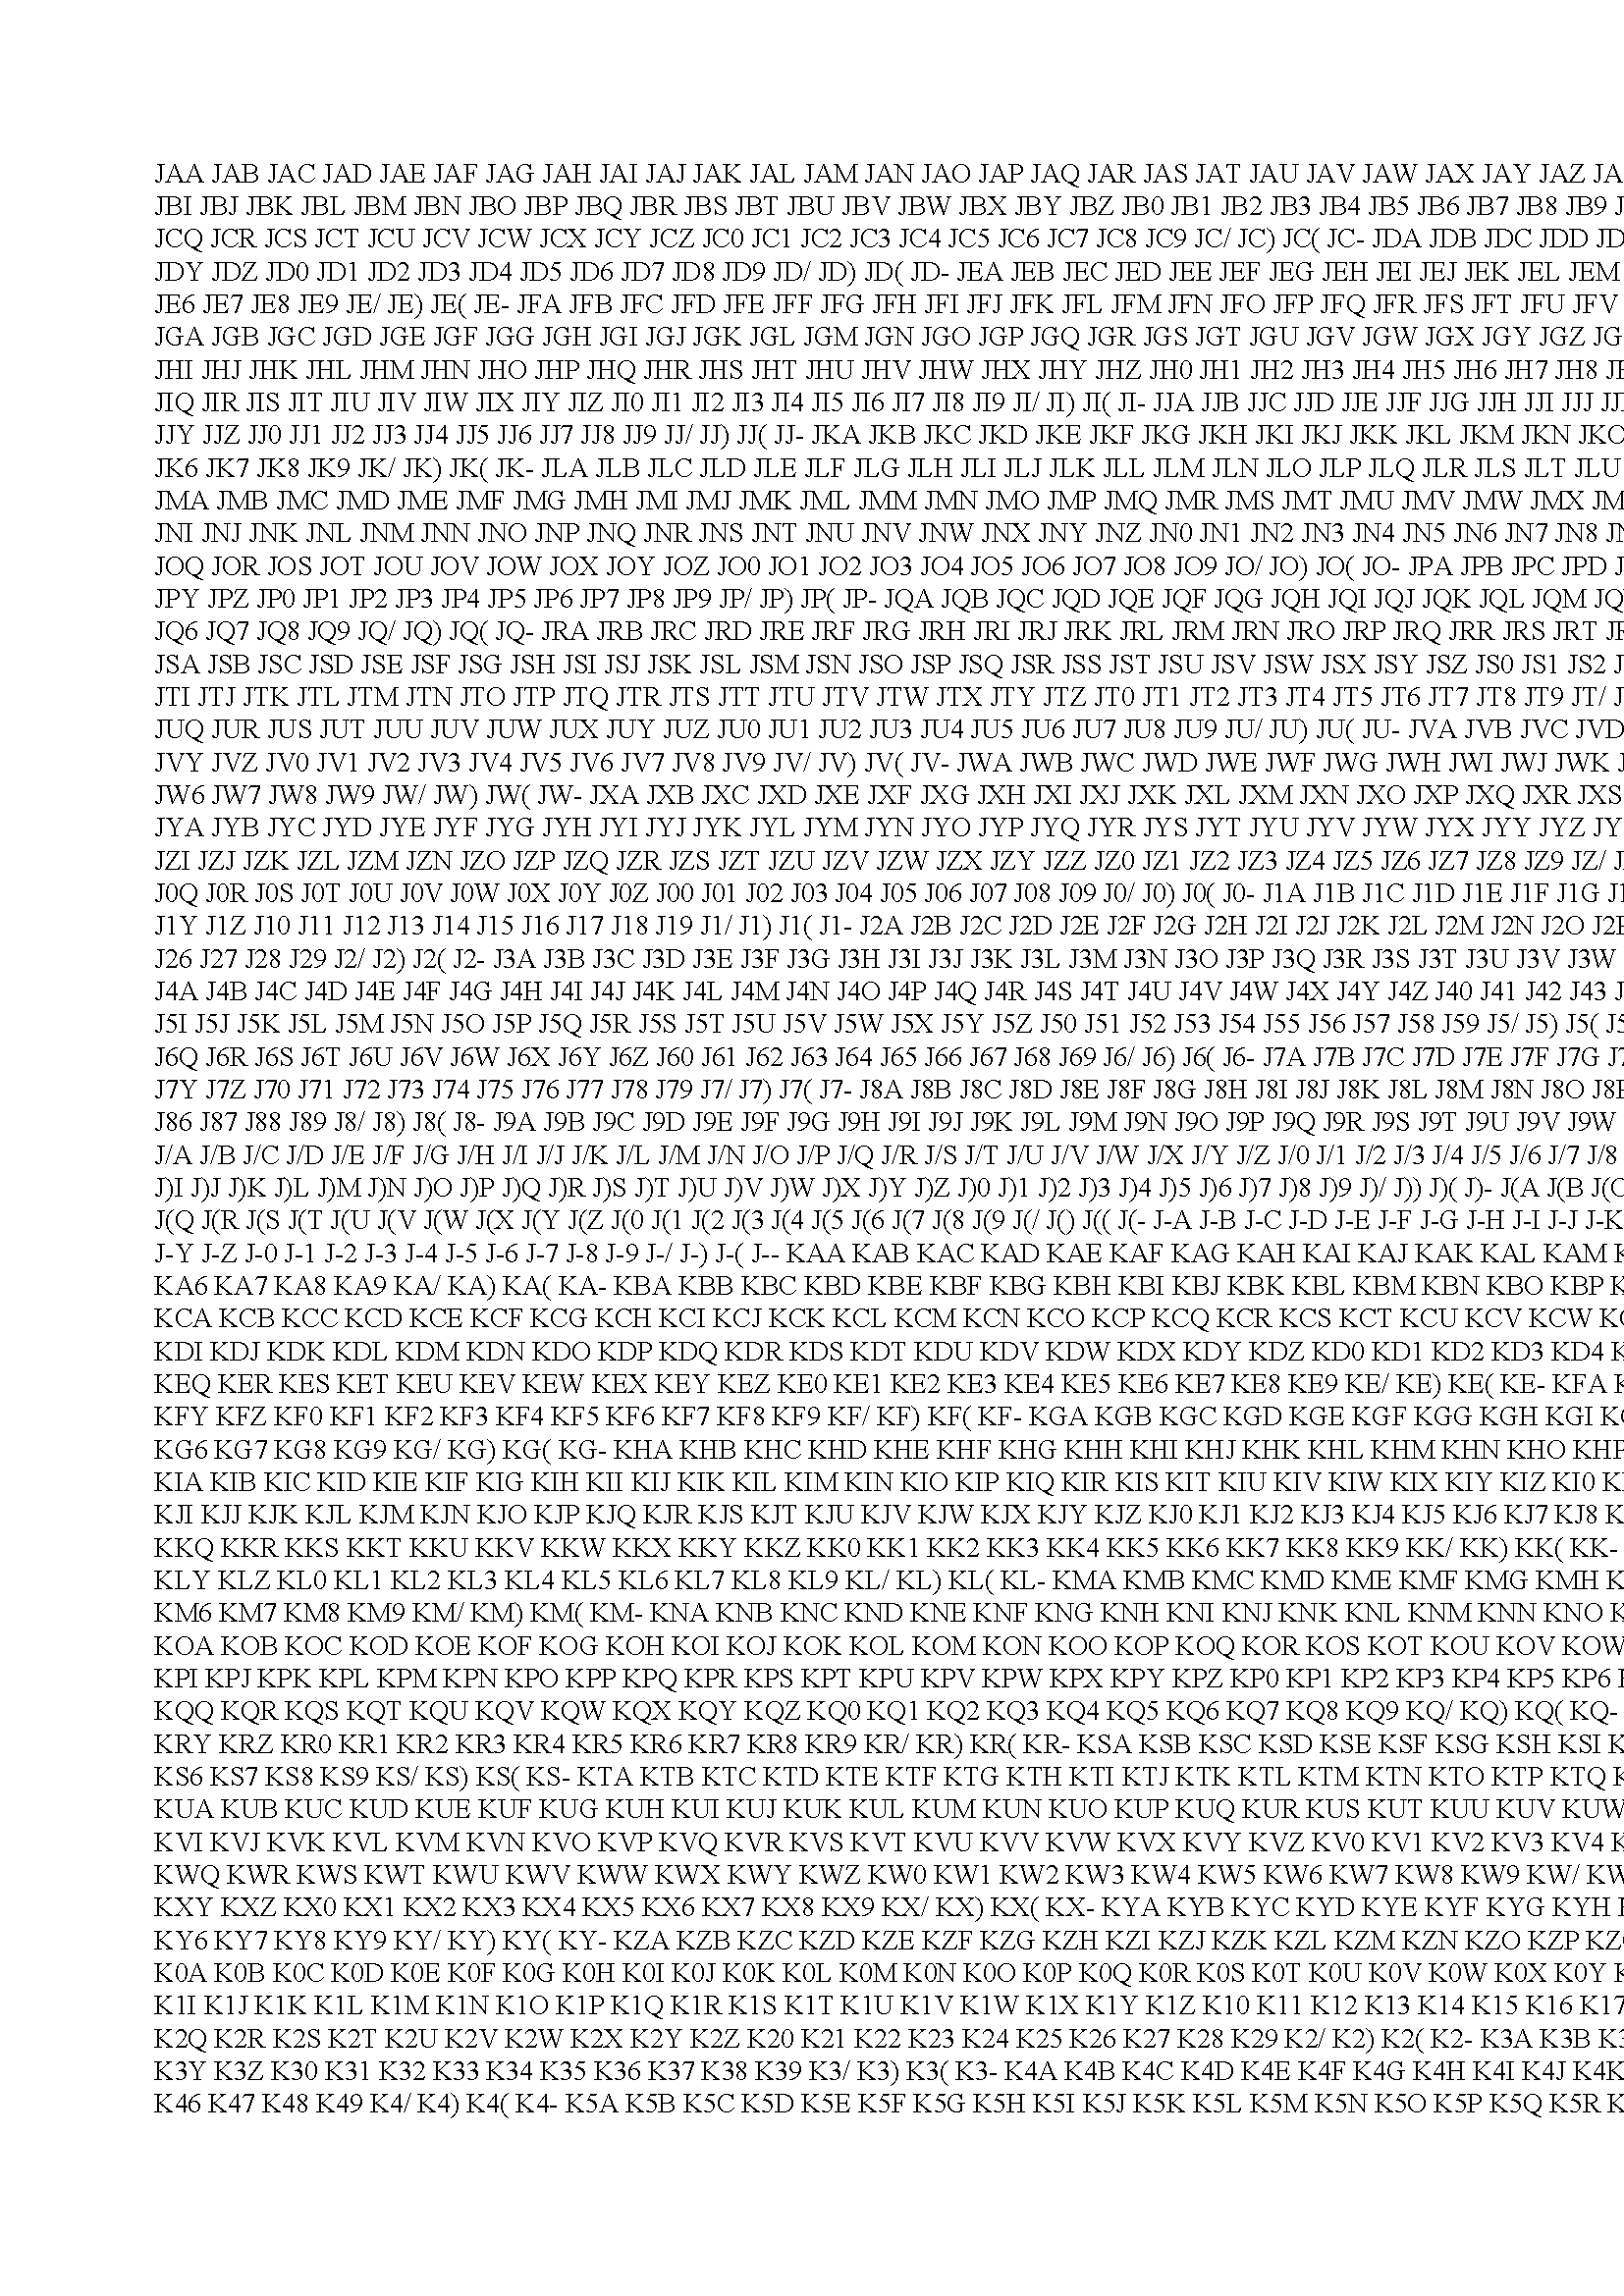 JAA JAB JAC JAD JAE JAF JAG JAH JAI JAJ JAK JAL JAM JAN JAO JAP JAQ JAR JAS JAT JAU JAV JAW JAX JAY JAZ
JBI JBJ JBK JBL JBM JBN JBO JBP JBQ JBR JBS JBT JBU JBV JBW JBX JBY JBZ JB0 JB1 JB2 JB3 JB4 JB5 JB6 JB7 JB8 JB9
JCQ JCR JCS JCT JCU JCV JCW JCX JCY JCZ JC0 JC1 JC2 JC3 JC4 JC5 JC6 JC7 JC8 JC9 JC/ JC) JC( JC- JDA JDB JDC JDD
JDY JDZ JD0 JD1 JD2 JD3 JD4 JD5 JD6 JD7 JD8 JD9 JD/ JD) JD( JD- JEA JEB JEC JED JEE JEF JEG JEH JEI JEJ JEK JEL JEM
JE6 JE7 JE8 JE9 JE/ JE) JE( JE- JFA JFB JFC JFD JFE JFF JFG JFH JFI JFJ JFK JFL JFM JFN JFO JFP JFQ JFR JFS JFT JFU JFV
JGA JGB JGC JGD JGE JGF JGG JGH JGI JGJ JGK JGL JGM JGN JGO JGP JGQ JGR JGS JGT JGU JGV JGW JGX JGY JGZ
JHI JHJ JHK JHL JHM JHN JHO JHP JHQ JHR JHS JHT JHU JHV JHW JHX JHY JHZ JH0 JH1 JH2 JH3 JH4 JH5 JH6 JH7 JH8
JIQ JIR JIS JIT JIU JIV JIW JIX JIY JIZ JI0 JI1 JI2 JI3 JI4 JI5 JI6 JI7 JI8 JI9 JI/ JI) JI( JI- JJA JJB JJC JJD JJE JJF JJG JJH JJI JJJ
JJY JJZ JJ0 JJ1 JJ2 JJ3 JJ4 JJ5 JJ6 JJ7 JJ8 JJ9 JJ/ JJ) JJ( JJ- JKA JKB JKC JKD JKE JKF JKG JKH JKI JKJ JKK JKL JKM JKN
JK6 JK7 JK8 JK9 JK/ JK) JK( JK- JLA JLB JLC JLD JLE JLF JLG JLH JLI JLJ JLK JLL JLM JLN JLO JLP JLQ JLR JLS JLT JLU
JMA JMB JMC JMD JME JMF JMG JMH JMI JMJ JMK JML JMM JMN JMO JMP JMQ JMR JMS JMT JMU JMV JMW JMX
JNI JNJ JNK JNL JNM JNN JNO JNP JNQ JNR JNS JNT JNU JNV JNW JNX JNY JNZ JN0 JN1 JN2 JN3 JN4 JN5 JN6 JN7 JN8
JOQ JOR JOS JOT JOU JOV JOW JOX JOY JOZ JO0 JO1 JO2 JO3 JO4 JO5 JO6 JO7 JO8 JO9 JO/ JO) JO( JO- JPA JPB JPC JPD
JPY JPZ JP0 JP1 JP2 JP3 JP4 JP5 JP6 JP7 JP8 JP9 JP/ JP) JP( JP- JQA JQB JQC JQD JQE JQF JQG JQH JQI JQJ JQK JQL JQM
JQ6 JQ7 JQ8 JQ9 JQ/ JQ) JQ( JQ- JRA JRB JRC JRD JRE JRF JRG JRH JRI JRJ JRK JRL JRM JRN JRO JRP JRQ JRR JRS JRT
JSA JSB JSC JSD JSE JSF JSG JSH JSI JSJ JSK JSL JSM JSN JSO JSP JSQ JSR JSS JST JSU JSV JSW JSX JSY JSZ JS0 JS1 JS2
JTI JTJ JTK JTL JTM JTN JTO JTP JTQ JTR JTS JTT JTU JTV JTW JTX JTY JTZ JT0 JT1 JT2 JT3 JT4 JT5 JT6 JT7 JT8 JT9 JT/
JUQ JUR JUS JUT JUU JUV JUW JUX JUY JUZ JU0 JU1 JU2 JU3 JU4 JU5 JU6 JU7 JU8 JU9 JU/ JU) JU( JU- JVA JVB JVC JVD
JVY JVZ JV0 JV1 JV2 JV3 JV4 JV5 JV6 JV7 JV8 JV9 JV/ JV) JV( JV- JWA JWB JWC JWD JWE JWF JWG JWH JWI JWJ JWK
JW6 JW7 JW8 JW9 JW/ JW) JW( JW- JXA JXB JXC JXD JXE JXF JXG JXH JXI JXJ JXK JXL JXM JXN JXO JXP JXQ JXR JXS
JYA JYB JYC JYD JYE JYF JYG JYH JYI JYJ JYK JYL JYM JYN JYO JYP JYQ JYR JYS JYT JYU JYV JYW JYX JYY JYZ
JZI JZJ JZK JZL JZM JZN JZO JZP JZQ JZR JZS JZT JZU JZV JZW JZX JZY JZZ JZ0 JZ1 JZ2 JZ3 JZ4 JZ5 JZ6 JZ7 JZ8 JZ9 JZ/
J0Q J0R J0S J0T J0U J0V J0W J0X J0Y J0Z J00 J01 J02 J03 J04 J05 J06 J07 J08 J09 J0/ J0) J0( J0- J1A J1B J1C J1D J1E J1F J1G
J1Y J1Z J10 J11 J12 J13 J14 J15 J16 J17 J18 J19 J1/ J1) J1( J1- J2A J2B J2C J2D J2E J2F J2G J2H J2I J2J J2K J2L J2M J2N J2O
J26 J27 J28 J29 J2/ J2) J2( J2- J3A J3B J3C J3D J3E J3F J3G J3H J3I J3J J3K J3L J3M J3N J3O J3P J3Q J3R J3S J3T J3U J3V J3W
J4A J4B J4C J4D J4E J4F J4G J4H J4I J4J J4K J4L J4M J4N J4O J4P J4Q J4R J4S J4T J4U J4V J4W J4X J4Y J4Z J40 J41 J42 J43
J5I J5J J5K J5L J5M J5N J5O J5P J5Q J5R J5S J5T J5U J5V J5W J5X J5Y J5Z J50 J51 J52 J53 J54 J55 J56 J57 J58 J59 J5/ J5) J5(
J6Q J6R J6S J6T J6U J6V J6W J6X J6Y J6Z J60 J61 J62 J63 J64 J65 J66 J67 J68 J69 J6/ J6) J6( J6- J7A J7B J7C J7D J7E J7F J7G
J7Y J7Z J70 J71 J72 J73 J74 J75 J76 J77 J78 J79 J7/ J7) J7( J7- J8A J8B J8C J8D J8E J8F J8G J8H J8I J8J J8K J8L J8M J8N J8O
J86 J87 J88 J89 J8/ J8) J8( J8- J9A J9B J9C J9D J9E J9F J9G J9H J9I J9J J9K J9L J9M J9N J9O J9P J9Q J9R J9S J9T J9U J9V J9W
J/A J/B J/C J/D J/E J/F J/G J/H J/I J/J J/K J/L J/M J/N J/O J/P J/Q J/R J/S J/T J/U J/V J/W J/X J/Y J/Z J/0 J/1 J/2 J/3 J/4 J/5 J/6 J/7 J/8
J)I J)J J)K J)L J)M J)N J)O J)P J)Q J)R J)S J)T J)U J)V J)W J)X J)Y J)Z J)0 J)1 J)2 J)3 J)4 J)5 J)6 J)7 J)8 J)9 J)/ J)) J)( J)- J(A J(B
J(Q J(R J(S J(T J(U J(V J(W J(X J(Y J(Z J(0 J(1 J(2 J(3 J(4 J(5 J(6 J(7 J(8 J(9 J(/ J() J(( J(- J-A J-B J-C J-D J-E J-F J-G J-H J-I J-J J-K
J-Y J-Z J-0 J-1 J-2 J-3 J-4 J-5 J-6 J-7 J-8 J-9 J-/ J-) J-( J-- KAA KAB KAC KAD KAE KAF KAG KAH KAI KAJ KAK KAL KAM
KA6 KA7 KA8 KA9 KA/ KA) KA( KA- KBA KBB KBC KBD KBE KBF KBG KBH KBI KBJ KBK KBL KBM KBN KBO KBP
KCA KCB KCC KCD KCE KCF KCG KCH KCI KCJ KCK KCL KCM KCN KCO KCP KCQ KCR KCS KCT KCU KCV KCW
KDI KDJ KDK KDL KDM KDN KDO KDP KDQ KDR KDS KDT KDU KDV KDW KDX KDY KDZ KD0 KD1 KD2 KD3 KD4
KEQ KER KES KET KEU KEV KEW KEX KEY KEZ KE0 KE1 KE2 KE3 KE4 KE5 KE6 KE7 KE8 KE9 KE/ KE) KE( KE- KFA
KFY KFZ KF0 KF1 KF2 KF3 KF4 KF5 KF6 KF7 KF8 KF9 KF/ KF) KF( KF- KGA KGB KGC KGD KGE KGF KGG KGH KGI
KG6 KG7 KG8 KG9 KG/ KG) KG( KG- KHA KHB KHC KHD KHE KHF KHG KHH KHI KHJ KHK KHL KHM KHN KHO
KIA KIB KIC KID KIE KIF KIG KIH KII KIJ KIK KIL KIM KIN KIO KIP KIQ KIR KIS KIT KIU KIV KIW KIX KIY KIZ KI0
KJI KJJ KJK KJL KJM KJN KJO KJP KJQ KJR KJS KJT KJU KJV KJW KJX KJY KJZ KJ0 KJ1 KJ2 KJ3 KJ4 KJ5 KJ6 KJ7 KJ8
KKQ KKR KKS KKT KKU KKV KKW KKX KKY KKZ KK0 KK1 KK2 KK3 KK4 KK5 KK6 KK7 KK8 KK9 KK/ KK) KK( KK-
KLY KLZ KL0 KL1 KL2 KL3 KL4 KL5 KL6 KL7 KL8 KL9 KL/ KL) KL( KL- KMA KMB KMC KMD KME KMF KMG KMH
KM6 KM7 KM8 KM9 KM/ KM) KM( KM- KNA KNB KNC KND KNE KNF KNG KNH KNI KNJ KNK KNL KNM KNN KNO
KOA KOB KOC KOD KOE KOF KOG KOH KOI KOJ KOK KOL KOM KON KOO KOP KOQ KOR KOS KOT KOU KOV KOW
KPI KPJ KPK KPL KPM KPN KPO KPP KPQ KPR KPS KPT KPU KPV KPW KPX KPY KPZ KP0 KP1 KP2 KP3 KP4 KP5 KP6
KQQ KQR KQS KQT KQU KQV KQW KQX KQY KQZ KQ0 KQ1 KQ2 KQ3 KQ4 KQ5 KQ6 KQ7 KQ8 KQ9 KQ/ KQ) KQ( KQ-
KRY KRZ KR0 KR1 KR2 KR3 KR4 KR5 KR6 KR7 KR8 KR9 KR/ KR) KR( KR- KSA KSB KSC KSD KSE KSF KSG KSH KSI
KS6 KS7 KS8 KS9 KS/ KS) KS( KS- KTA KTB KTC KTD KTE KTF KTG KTH KTI KTJ KTK KTL KTM KTN KTO KTP KTQ
KUA KUB KUC KUD KUE KUF KUG KUH KUI KUJ KUK KUL KUM KUN KUO KUP KUQ KUR KUS KUT KUU KUV KUW
KVI KVJ KVK KVL KVM KVN KVO KVP KVQ KVR KVS KVT KVU KVV KVW KVX KVY KVZ KV0 KV1 KV2 KV3 KV4
KWQ KWR KWS KWT KWU KWV KWW KWX KWY KWZ KW0 KW1 KW2 KW3 KW4 KW5 KW6 KW7 KW8 KW9 KW/
KXY KXZ KX0 KX1 KX2 KX3 KX4 KX5 KX6 KX7 KX8 KX9 KX/ KX) KX( KX- KYA KYB KYC KYD KYE KYF KYG KYH
KY6 KY7 KY8 KY9 KY/ KY) KY( KY- KZA KZB KZC KZD KZE KZF KZG KZH KZI KZJ KZK KZL KZM KZN KZO KZP
K0A K0B K0C K0D K0E K0F K0G K0H K0I K0J K0K K0L K0M K0N K0O K0P K0Q K0R K0S K0T K0U K0V K0W K0X K0Y
K1I K1J K1K K1L K1M K1N K1O K1P K1Q K1R K1S K1T K1U K1V K1W K1X K1Y K1Z K10 K11 K12 K13 K14 K15 K16 K17
K2Q K2R K2S K2T K2U K2V K2W K2X K2Y K2Z K20 K21 K22 K23 K24 K25 K26 K27 K28 K29 K2/ K2) K2( K2- K3A K3B
K3Y K3Z K30 K31 K32 K33 K34 K35 K36 K37 K38 K39 K3/ K3) K3( K3- K4A K4B K4C K4D K4E K4F K4G K4H K4I K4J K4K
K46 K47 K48 K49 K4/ K4) K4( K4- K5A K5B K5C K5D K5E K5F K5G K5H K5I K5J K5K K5L K5M K5N K5O K5P K5Q K5R